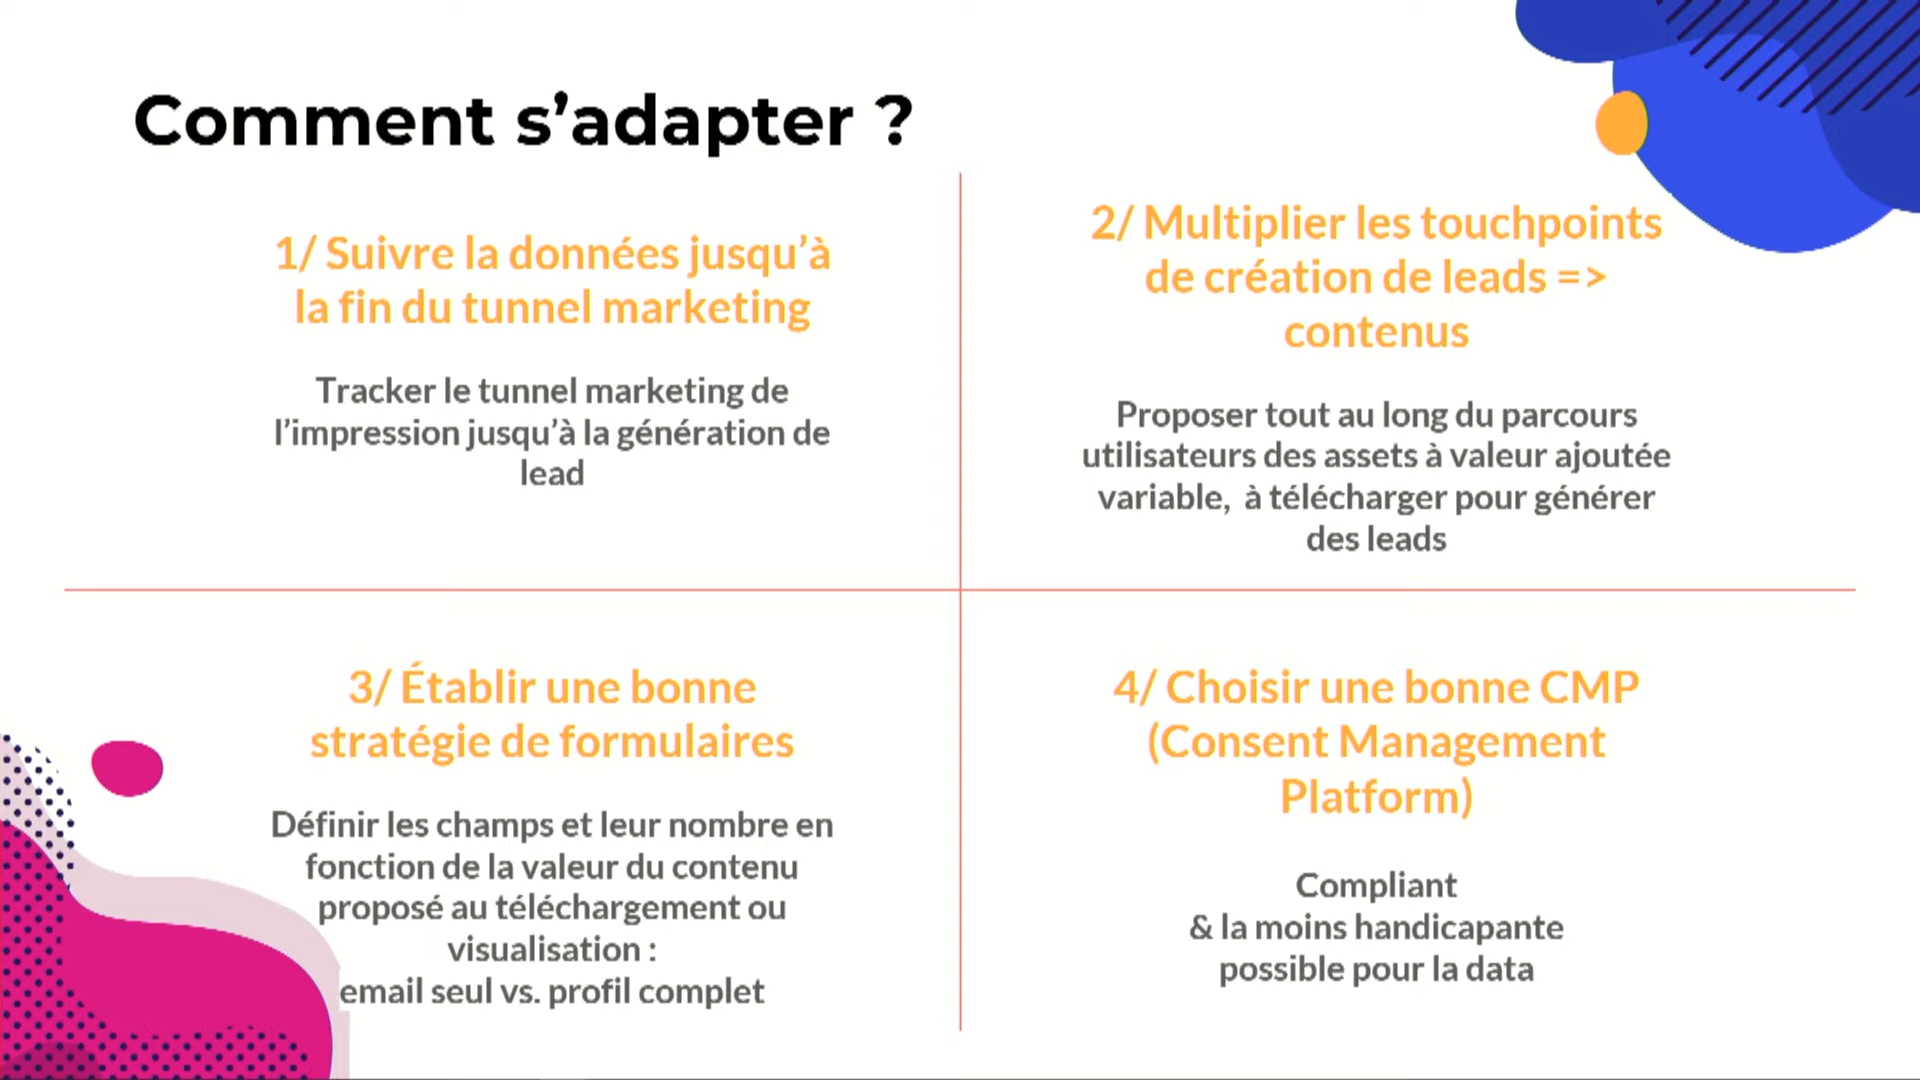 Comment s’adapter ?
1/ Suivre la données jusqu’à
la fin du tunnel marketing
Tracker le tunnel marketing de
l’impression jusqu’à la génération de
lead
2/ Multiplier les touchpoints
de création de leads =>
contenus
Proposer tout au long du parcours
utilisateurs des assets à valeur ajoutée
variable, à télécharger pour générer
des leads
3/ Établir une bonne
stratégie de formulaires
Définir les champs et leur nombre en
fonction de la valeur du contenu
proposé au téléchargement ou
visualisation :
email seul vs. profil complet
4/ Choisir une bonne CMP
(Consent Management
Platform)
Compliant
& la moins handicapante
possible pour la data